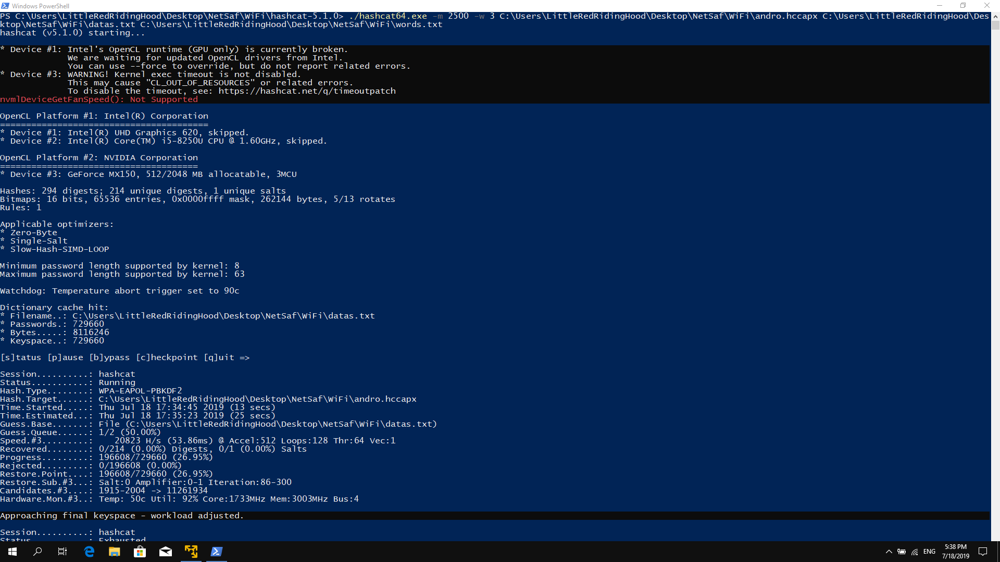 Windows PowerShell
PS C:\Users\LittleRedRidingHood\Desktop\NetSaf\WiFi\hashcat-5.1.0> ./hashcat64.exe -m 2500 -w 3 C:\Users\LittleRedRidingHood\Desktop\NetSaf\WiFi\andro.hccapx C:\Users\LittleRedRidingHood\Des
ktop\NetSaf\WiFi\datas.txt C:\Users\LittleRedRidingHood\Desktop\NetSaf\WiFi\words.txt
hashcat (v5.1.0) starting...
* Device #1: Intel's OpenCL runtime (GPU only) is currently broken.
We are waiting for updated OpenCL drivers from Intel.
You can use --force to override, but do not report related errors.
* Device #3: WARNING! Kernel exec timeout is not disabled.
This may cause "CL_OUT_OF_RESOURCES" or related errors.
To disable the timeout, see: https://hashcat.net/q/timeoutpatch
nvmlDeviceGetFanSpeed(): Not Supported
OpenCL Platform #1: Intel(R) Corporation
========================================
* Device #1: Intel(R) UHD Graphics 620, skipped.
* Device #2: Intel(R) Core(TM) i5-8250U CPU @ 1.60GHz, skipped.
OpenCL Platform #2: NVIDIA Corporation
======================================
* Device #3: GeForce MX150, 512/2048 MB allocatable, 3MCU
Hashes: 294 digests; 214 unique digests, 1 unique salts
Bitmaps: 16 bits, 65536 entries, 0x0000ffff mask, 262144 bytes, 5/13 rotates
Rules: 1
Applicable optimizers:
* Zero-Byte
* Single-Salt
* Slow-Hash-SIMD-LOOP
Minimum password length supported by kernel: 8
Maximum password length supported by kernel: 63
Watchdog: Temperature abort trigger set to 90c
Dictionary cache hit:
* Filename..: C:\Users\LittleRedRidingHood\Desktop\NetSaf\WiFi\datas.txt
* Passwords.: 729660
* Bytes.....: 8116246
* Keyspace..: 729660
[s]tatus [p]ause [b]ypass [c]heckpoint [q]uit =>
Session..........: hashcat
Status...........: Running
Hash.Type........: WPA-EAPOL-PBKDF2
Hash.Target......: C:\Users\LittleRedRidingHood\Desktop\NetSaf\WiFi\andro.hccapx
Time.Started.....: Thu Jul 18 17:34:45 2019 (13 secs)
Time.Estimated...: Thu Jul 18 17:35:23 2019 (25 secs)
Guess.Base.......: File (C:\Users\LittleRedRidingHood\Desktop\NetSaf\WiFi\datas.txt)
Guess.Queue......: 1/2 (50.00%)
Speed.#3.........:    20823 H/s (53.86ms) @ Accel:512 Loops:128 Thr:64 Vec:1
Recovered........: 0/214 (0.00%) Digests, 0/1 (0.00%) Salts
Progress.........: 196608/729660 (26.95%)
Rejected.........: 0/196608 (0.00%)
Restore.Point....: 196608/729660 (26.95%)
Restore.Sub.#3...: Salt:0 Amplifier:0-1 Iteration:86-300
Candidates.#3....: 1915-2004 -> 11261934
Hardware.Mon.#3..: Temp: 50c Util: 92% Core:1733MHz Mem:3003MHz Bus:4
Approaching final keyspace - workload adjusted.
Session..........: hashcat
Status...........: Exhausted
ENG
5:38 PM
7/18/2019